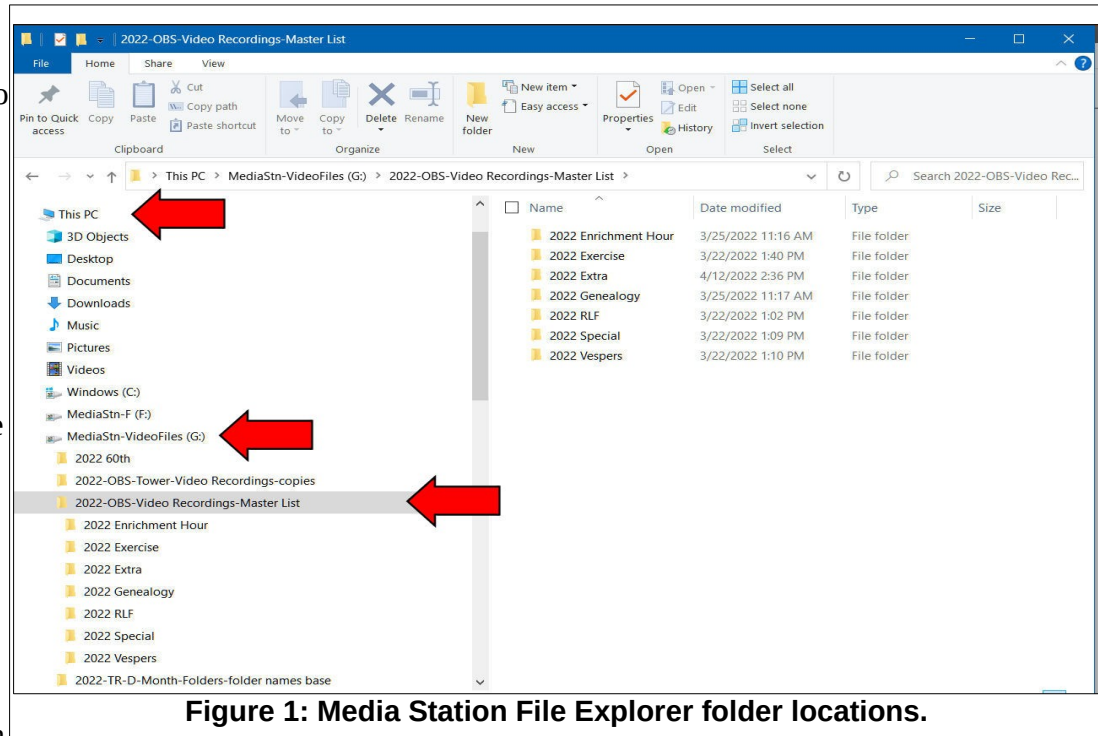 2022-OBS-Video Recordings-Master List
File Home Share View
Pin to Quick access
Copy
Paste
Cut
Copy path
Paste shortcut
Clipboard
Move to
Copy to
Delete
Rename
Organize
New folder
New item
Easy access
New
Properties
Open
Edit
History
Open
Select all
Select none
Invert selection
Select
This PC > MediaStn-VideoFiles (G:) > 2022-OBS-Video Recordings-Master List >
Search 2022-OBS-Video Rec...
This PC
3D Objects
Desktop
Documents
Downloads
Music
Pictures
Videos
Windows (C:)
MediaStn-F (F:)
MediaStn-VideoFiles (G:)
2022 60th
2022-OBS-Tower-Video Recordings-copies
2022-OBS-Video Recordings-Master List
2022 Enrichment Hour
2022 Exercise
2022 Extra
2022 Genealogy
2022 RLF
2022 Special
2022 Vespers
2022-TR-D-Month-Folders-folder names base
Name Date modified Type Size
2022 Enrichment Hour 3/25/2022 11:16 AM File folder
2022 Exercise 3/22/2022 1:40 PM File folder
2022 Extra 4/12/2022 2:36 PM File folder
2022 Genealogy 3/25/2022 11:17 AM File folder
2022 RLF 3/22/2022 1:02 PM File folder
2022 Special 3/22/2022 1:09 PM File folder
2022 Vespers 3/22/2022 1:10 PM File folder
Figure 1: Media Station File Explorer folder locations.